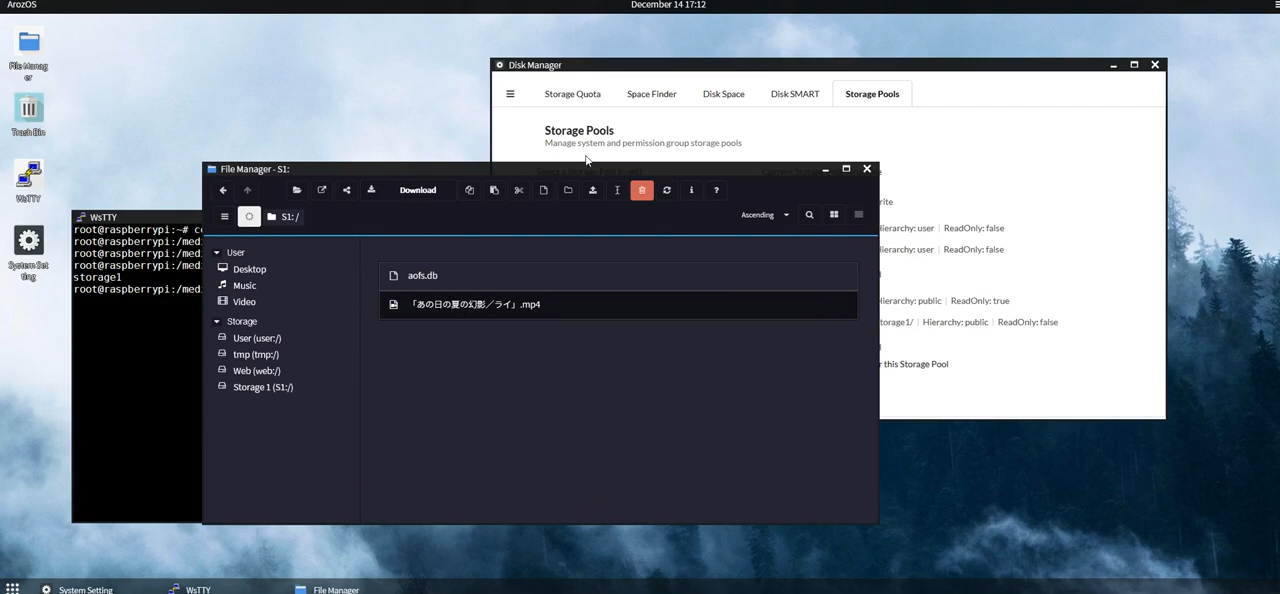 ArozOS
December 14 17:12
File Manag
er
Trash Bin
WsTTY
System Set
ting
Disk Manager
Storage Quota
Space Finder
Disk Space
Disk SMART
Storage Pools
Storage Pools
Manage system and permission group storage pools
rite
Hierarchy: user | ReadOnly: false
Hierarchy: user | ReadOnly: false
Hierarchy: public | ReadOnly: true
torage1/ | Hierarchy: public | ReadOnly: false
r this Storage Pool
WsTTY
root@raspberrypi:~# c
root@raspberrypi:/med
root@raspberrypi:/med
root@raspberrypi:/med
storage1
root@raspberrypi:/med
File Manager - S1:
Download
S1: /
Ascending
User
Desktop
Music
Video
Storage
User (user:/)
tmp (tmp:/)
Web (web:/)
Storage 1 (S1:/)
aofs.db
「あの日の夏の幻影／ライ」.mp4
System Setting
WsTTY
File Manager